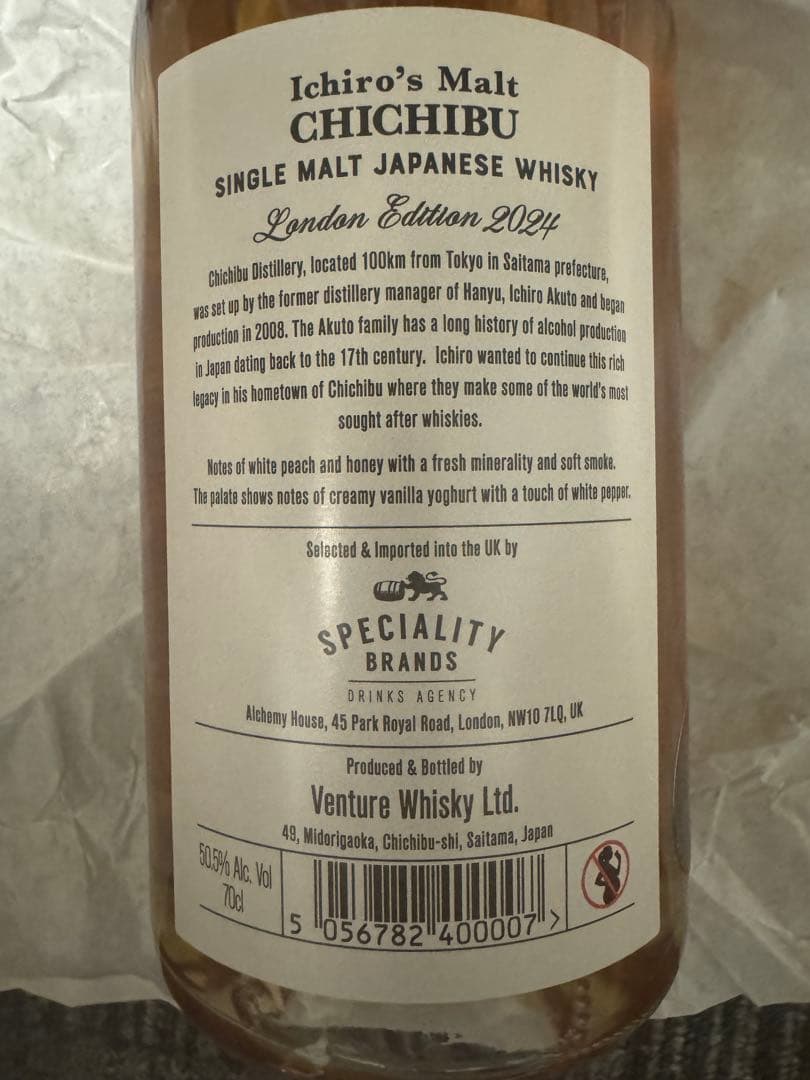 Ichiro's Malt
CHICHIBU
SINGLE MALT JAPANESE WHISKY
London Edition 2024
Chichibu Distillery, located 100km from Tokyo in Saitama prefecture,
was set up by the former distillery manager of Hanyu, Ichiro Akuto and began
production in 2008. The Akuto family has a long history of alcohol production
in Japan dating back to the 17th century. Ichiro wanted to continue this rich
legacy in his hometown of Chichibu where they make some of the world's most
sought after whiskies.
Notes of white peach and honey with a fresh minerality and soft smoke.
The palate shows notes of creamy vanilla yoghurt with a touch of white pepper.
Selected & Imported into the UK by
SPECIALITY
BRANDS
DRINKS AGENCY
Alchemy House, 45 Park Royal Road, London, NW10 7LQ, UK
Produced & Bottled by
Venture Whisky Ltd.
49, Midorigaoka, Chichibu-shi, Saitama, Japan
50.5% Alc. Vol
70cl
5 056782 400007 >